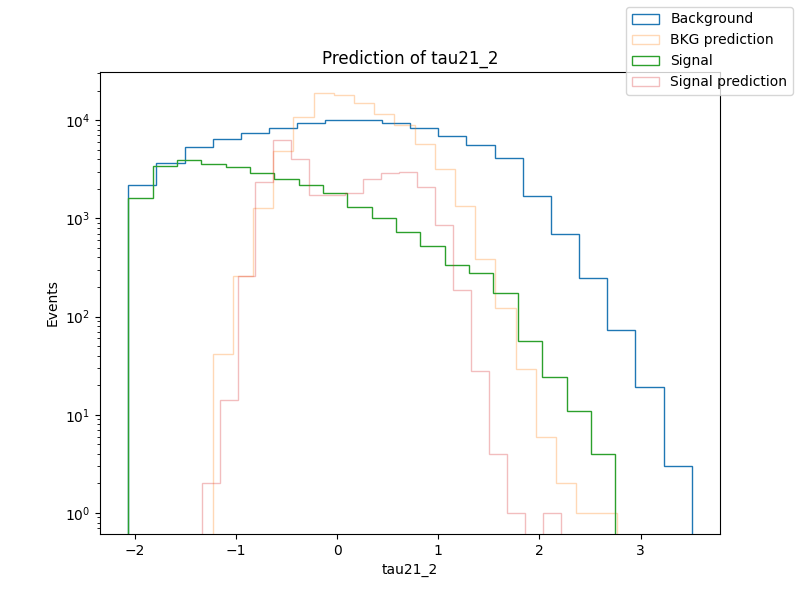 Prediction of tau21_2
Background
BKG prediction
Signal
Signal prediction
Events
10^4
10^3
10^2
10^1
10^0
−2
−1
0
1
2
3
tau21_2